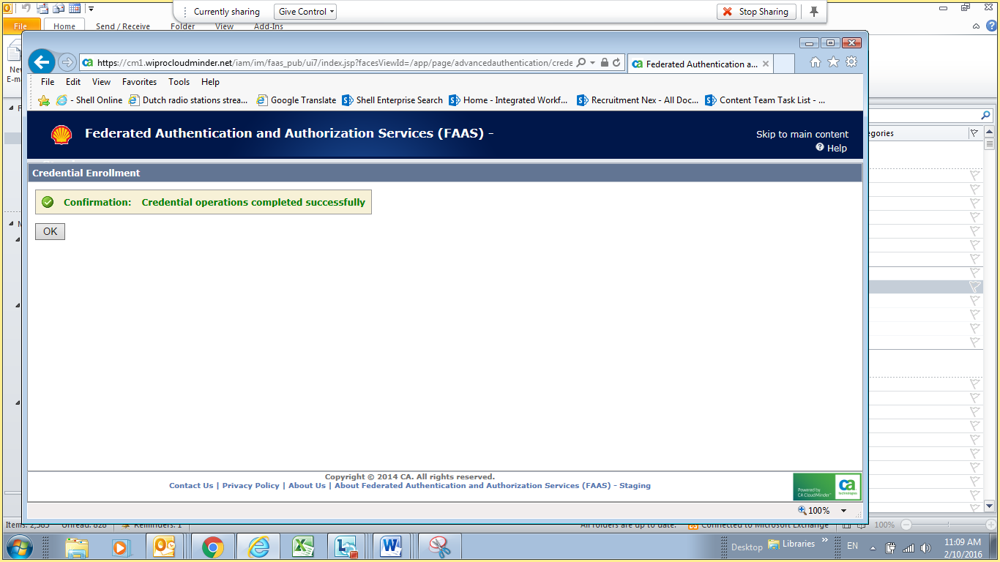 Currently sharing
Give Control
Stop Sharing
File
Home
Send / Receive
Folder
View
Add-Ins
https://cm1.wiprocloudminder.net/iam/im/faas_pub/ui7/index.jsp?facesViewId=/app/page/advancedauthentication/crede
Federated Authentication a...
File Edit View Favorites Tools Help
- Shell Online
Dutch radio stations strea...
Google Translate
Shell Enterprise Search
Home - Integrated Workf...
Recruitment Nex - All Doc...
Content Team Task List - ...
Federated Authentication and Authorization Services (FAAS) -
Skip to main content
Help
Credential Enrollment
Confirmation: Credential operations completed successfully
OK
Copyright © 2014 CA. All rights reserved.
Contact Us | Privacy Policy | About Us | About Federated Authentication and Authorization Services (FAAS) - Staging
Powered by
CA CloudMinder™
ca
technologies
100%
Items: 2,585 Unread: 828 Reminders: 1
All folders are up to date. Connected to Microsoft Exchange 100%
Desktop
Libraries
EN
11:09 AM
2/10/2016